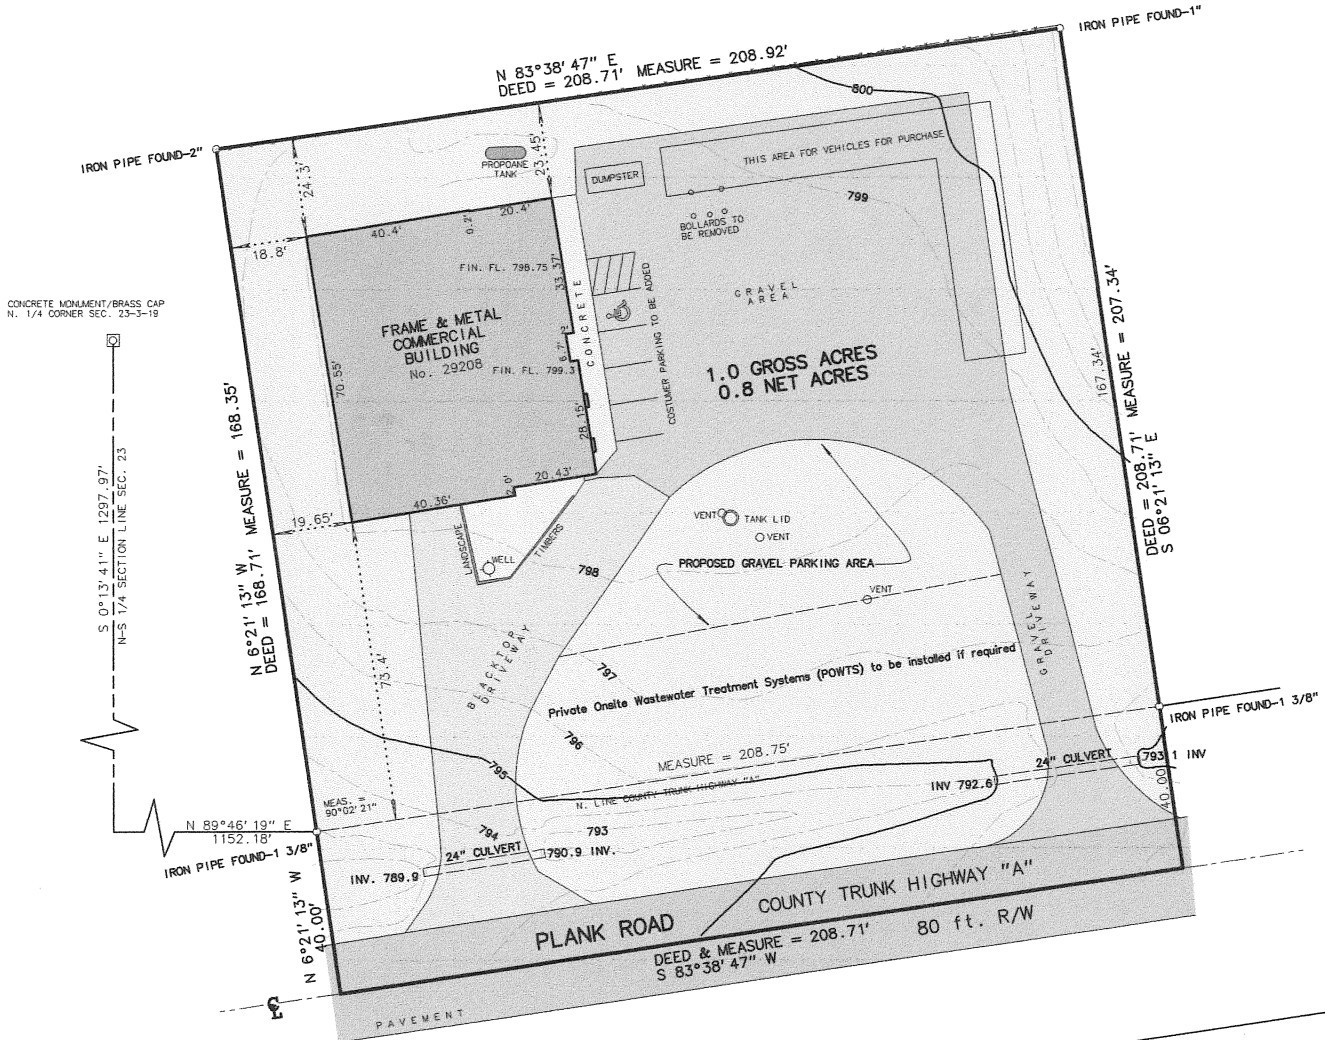 IRON PIPE FOUND-1"
N 83°38'47" E
DEED = 208.71' MEASURE = 208.92'
IRON PIPE FOUND-2"
800
24.3'
23.45'
PROPOANE
TANK
DUMPSTER
THIS AREA FOR VEHICLES FOR PURCHASE
799
BOLLARDS TO
BE REMOVED
18.8'
40.4'
0.2'
20.4'
FIN. FL. 798.75
33.37'
CONCRETE
COSTUMER PARKING TO BE ADDED
GRAVEL
AREA
CONCRETE MONUMENT/BRASS CAP
N. 1/4 CORNER SEC. 23-3-19
FRAME & METAL
COMMERCIAL
BUILDING
No. 29208
FIN. FL. 799.3
2'
6.7'
28.15'
70.55'
1.0 GROSS ACRES
0.8 NET ACRES
167.34'
DEED = 208.71' MEASURE = 207.34'
S 06°21'13" E
N 6°21'13" W MEASURE = 168.35'
DEED = 168.71'
S 0°13'41" E 1297.97'
N-S 1/4 SECTION LINE SEC. 23
19.65'
40.36'
2.0'
20.43'
LANDSCAPE
TIMBERS
WELL
798
VENT
TANK LID
VENT
PROPOSED GRAVEL PARKING AREA
VENT
73.4'
BLACKTOP
DRIVEWAY
GRAVEL
DRIVEWAY
797
Private Onsite Wastewater Treatment Systems (POWTS) to be installed if required
796
795
MEASURE = 208.75'
N. LINE COUNTY TRUNK HIGHWAY "A"
IRON PIPE FOUND-1 3/8"
24" CULVERT
793.1 INV
INV 792.6
40.00'
MEAS. =
90°02'21"
N 89°46'19" E
1152.18'
IRON PIPE FOUND-1 3/8"
794
793
24" CULVERT
790.9 INV.
INV. 789.9
N 6°21'13" W
40.00'
PLANK ROAD
COUNTY TRUNK HIGHWAY "A"
DEED & MEASURE = 208.71'
S 83°38'47" W
80 ft. R/W
PAVEMENT